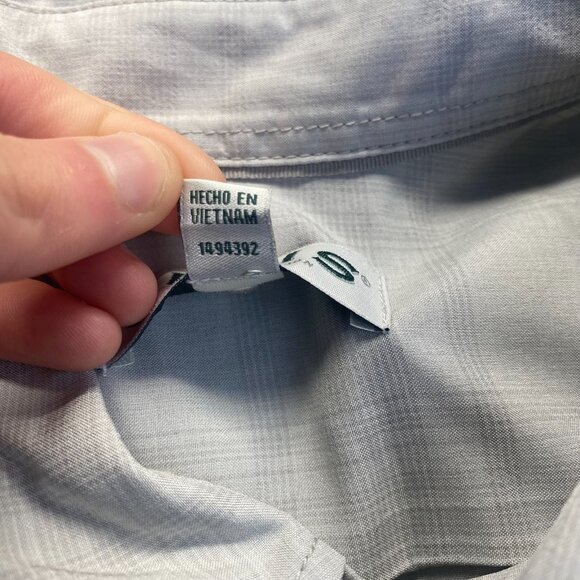 HECHO EN
VIETNAM
1494392
S®